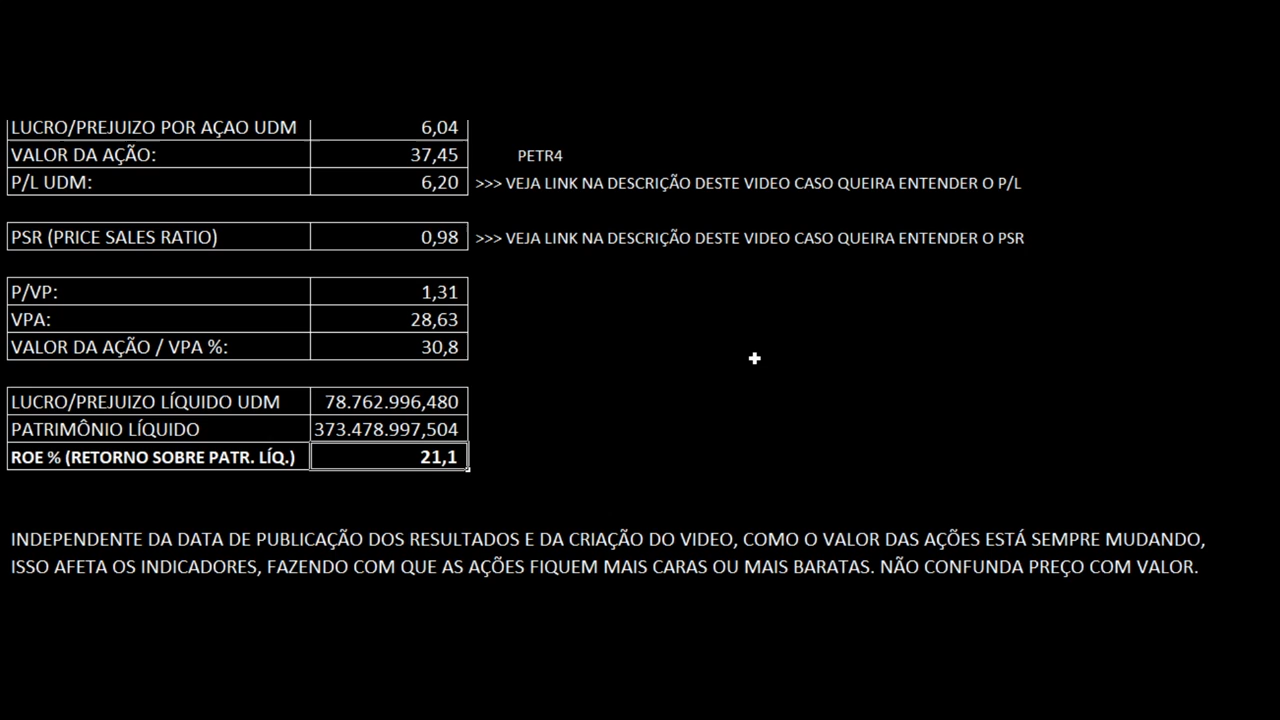 LUCRO/PREJUIZO POR AÇAO UDM 6,04
VALOR DA AÇÃO: 37,45 PETR4
P/L UDM: 6,20 >>> VEJA LINK NA DESCRIÇÃO DESTE VIDEO CASO QUEIRA ENTENDER O P/L
PSR (PRICE SALES RATIO) 0,98 >>> VEJA LINK NA DESCRIÇÃO DESTE VIDEO CASO QUEIRA ENTENDER O PSR
P/VP: 1,31
VPA: 28,63
VALOR DA AÇÃO / VPA %: 30,8
LUCRO/PREJUIZO LÍQUIDO UDM 78.762.996,480
PATRIMÔNIO LÍQUIDO 373.478.997,504
ROE % (RETORNO SOBRE PATR. LÍQ.) 21,1
INDEPENDENTE DA DATA DE PUBLICAÇÃO DOS RESULTADOS E DA CRIAÇÃO DO VIDEO, COMO O VALOR DAS AÇÕES ESTÁ SEMPRE MUDANDO,
ISSO AFETA OS INDICADORES, FAZENDO COM QUE AS AÇÕES FIQUEM MAIS CARAS OU MAIS BARATAS. NÃO CONFUNDA PREÇO COM VALOR.